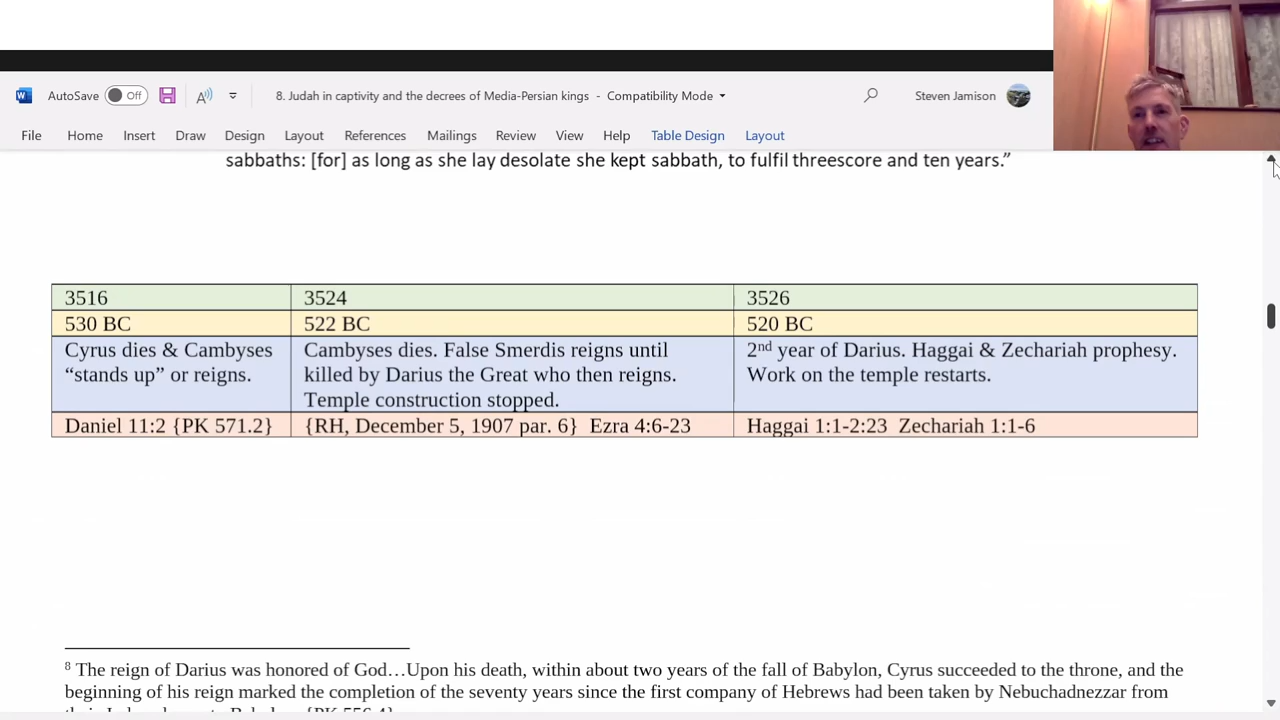 AutoSave Off 8. Judah in captivity and the decrees of Media-Persian kings - Compatibility Mode Steven Jamison
File Home Insert Draw Design Layout References Mailings Review View Help Table Design Layout
sabbaths: [for] as long as she lay desolate she kept sabbath, to fulfil threescore and ten years.”
3516
3524
3526
530 BC
522 BC
520 BC
Cyrus dies & Cambyses
“stands up” or reigns.
Cambyses dies. False Smerdis reigns until
killed by Darius the Great who then reigns.
Temple construction stopped.
2nd year of Darius. Haggai & Zechariah prophesy.
Work on the temple restarts.
Daniel 11:2 {PK 571.2}
{RH, December 5, 1907 par. 6} Ezra 4:6-23
Haggai 1:1-2:23 Zechariah 1:1-6
8 The reign of Darius was honored of God…Upon his death, within about two years of the fall of Babylon, Cyrus succeeded to the throne, and the
beginning of his reign marked the completion of the seventy years since the first company of Hebrews had been taken by Nebuchadnezzar from